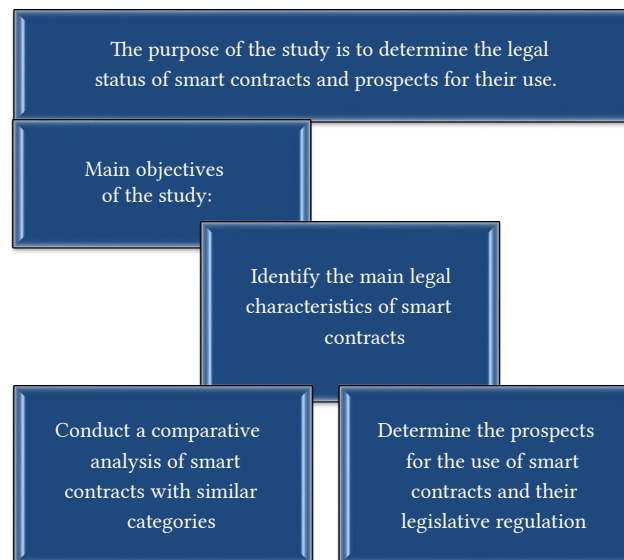 The purpose of the study is to determine the legal
status of smart contracts and prospects for their use.
Main objectives
of the study:
Identify the main legal
characteristics of smart
contracts
Conduct a comparative
analysis of smart
contracts with similar
categories
Determine the prospects
for the use of smart
contracts and their
legislative regulation